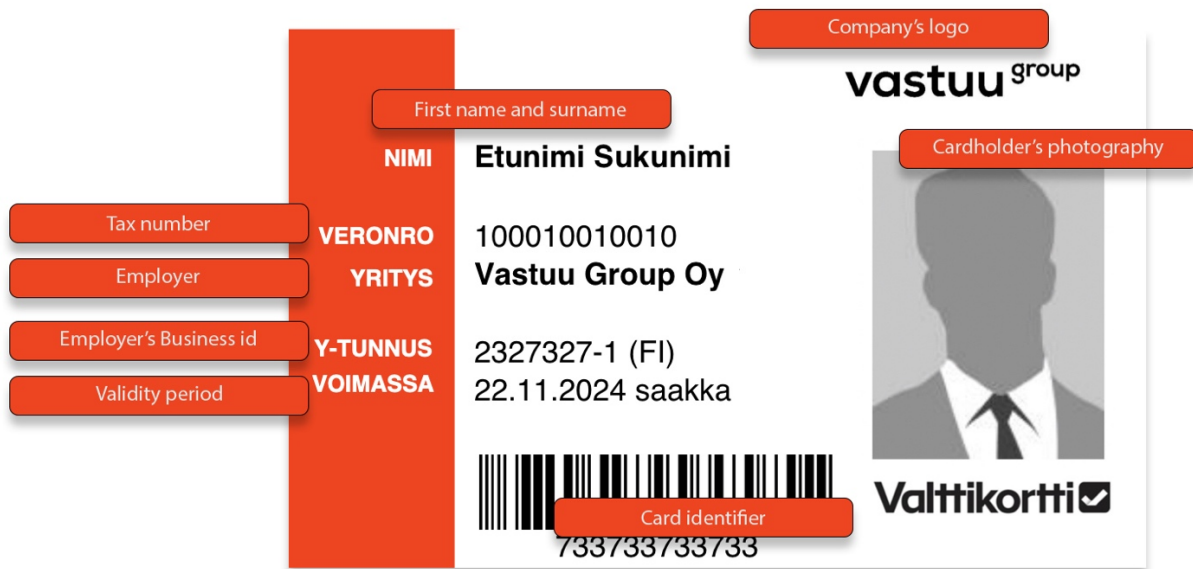 Company's logo
vastuu group
First name and surname
NIMI Etunimi Sukunimi
Cardholder's photography
Tax number
VERONRO 100010010010
Employer
YRITYS Vastuu Group Oy
Employer's Business id
Y-TUNNUS 2327327-1 (FI)
Validity period
VOIMASSA 22.11.2024 saakka
Valttikortti
Card identifier
733733733733